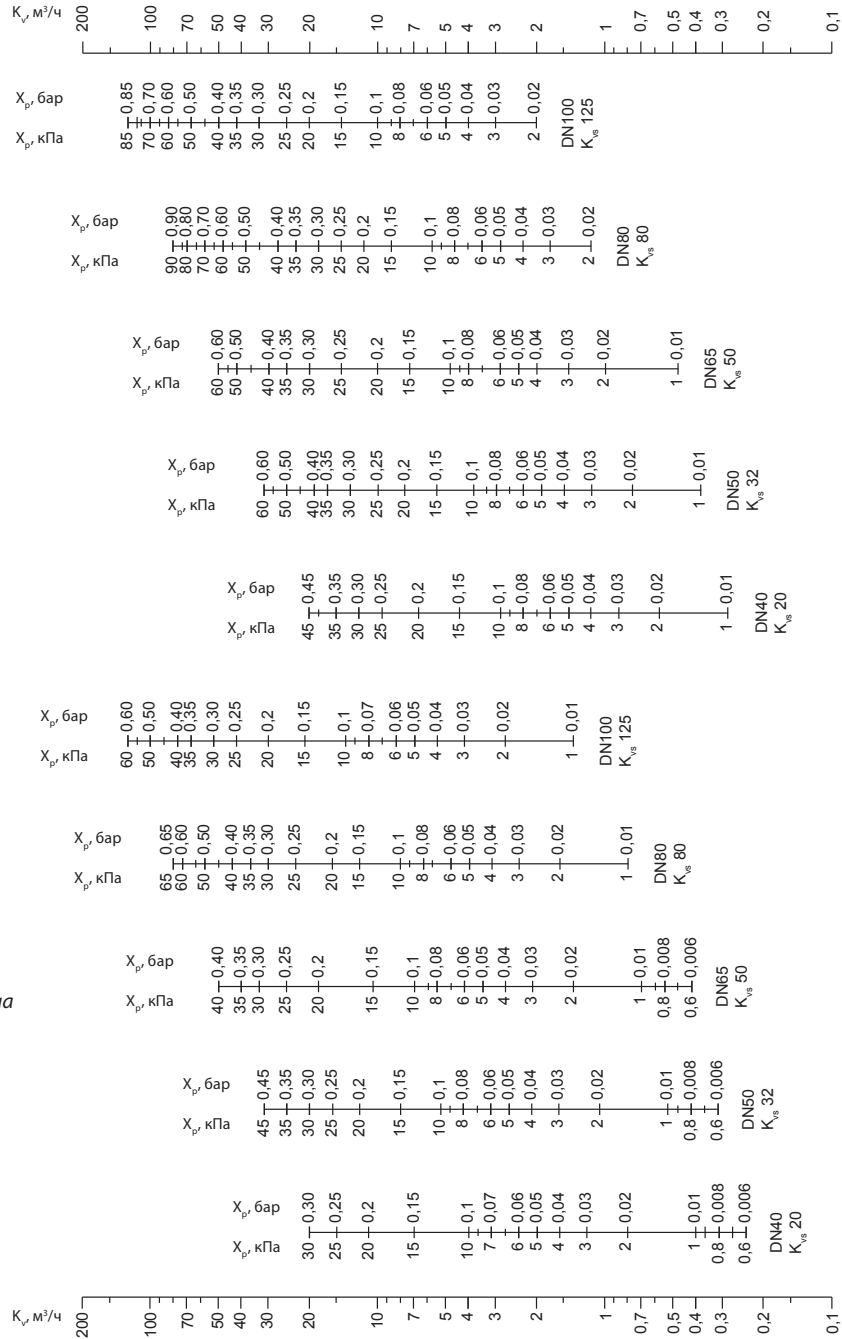 Kᵥ, м³/ч
200 100 70 50 40 30 20 10 7 5 4 3 2 1 0,7 0,5 0,4 0,3 0,2 0,1
Xₚ, бар
0,85 0,70 0,60 0,50 0,40 0,35 0,30 0,25 0,2 0,15 0,1 0,08 0,06 0,05 0,04 0,03 0,02
Xₚ, кПа
85 70 60 50 40 35 30 25 20 15 10 8 6 5 4 3 2
DN100
Kᵥₛ 125
Xₚ, бар
0,90 0,80 0,70 0,60 0,50 0,40 0,35 0,30 0,25 0,2 0,15 0,1 0,08 0,06 0,05 0,04 0,03 0,02
Xₚ, кПа
90 80 70 60 50 40 35 30 25 20 15 10 8 6 5 4 3 2
DN80
Kᵥₛ 80
Xₚ, бар
0,60 0,50 0,40 0,35 0,30 0,25 0,2 0,15 0,1 0,08 0,06 0,05 0,04 0,03 0,02 0,01
Xₚ, кПа
60 50 40 35 30 25 20 15 10 8 6 5 4 3 2 1
DN65
Kᵥₛ 50
Xₚ, бар
0,60 0,50 0,40 0,35 0,30 0,25 0,2 0,15 0,1 0,08 0,06 0,05 0,04 0,03 0,02 0,01
Xₚ, кПа
60 50 40 35 30 25 20 15 10 8 6 5 4 3 2 1
DN50
Kᵥₛ 32
Xₚ, бар
0,45 0,35 0,30 0,25 0,2 0,15 0,1 0,08 0,06 0,05 0,04 0,03 0,02 0,01
Xₚ, кПа
45 35 30 25 20 15 10 8 6 5 4 3 2 1
DN40
Kᵥₛ 20
Xₚ, бар
0,60 0,50 0,40 0,35 0,30 0,25 0,2 0,15 0,1 0,07 0,06 0,05 0,04 0,03 0,02 0,01
Xₚ, кПа
60 50 40 35 30 25 20 15 10 8 6 5 4 3 2 1
DN100
Kᵥₛ 125
Xₚ, бар
0,65 0,60 0,50 0,40 0,35 0,30 0,25 0,2 0,15 0,1 0,08 0,06 0,05 0,04 0,03 0,02 0,01
Xₚ, кПа
65 60 50 40 35 30 25 20 15 10 8 6 5 4 3 2 1
DN80
Kᵥₛ 80
Xₚ, бар
0,40 0,35 0,30 0,25 0,2 0,15 0,1 0,08 0,06 0,05 0,04 0,03 0,02 0,01 0,008 0,006
Xₚ, кПа
40 35 30 25 20 15 10 8 6 5 4 3 2 1 0,8 0,6
DN65
Kᵥₛ 50
Xₚ, бар
0,45 0,35 0,30 0,25 0,2 0,15 0,1 0,08 0,06 0,05 0,04 0,03 0,02 0,01 0,008 0,006
Xₚ, кПа
45 35 30 25 20 15 10 8 6 5 4 3 2 1 0,8 0,6
DN50
Kᵥₛ 32
Xₚ, бар
0,30 0,25 0,2 0,15 0,1 0,07 0,06 0,05 0,04 0,03 0,02 0,01 0,008 0,006
Xₚ, кПа
30 25 20 15 10 7 6 5 4 3 2 1 0,8 0,6
DN40
Kᵥₛ 20
Kᵥ, м³/ч
200 100 70 50 40 30 20 10 7 5 4 3 2 1 0,7 0,5 0,4 0,3 0,2 0,1